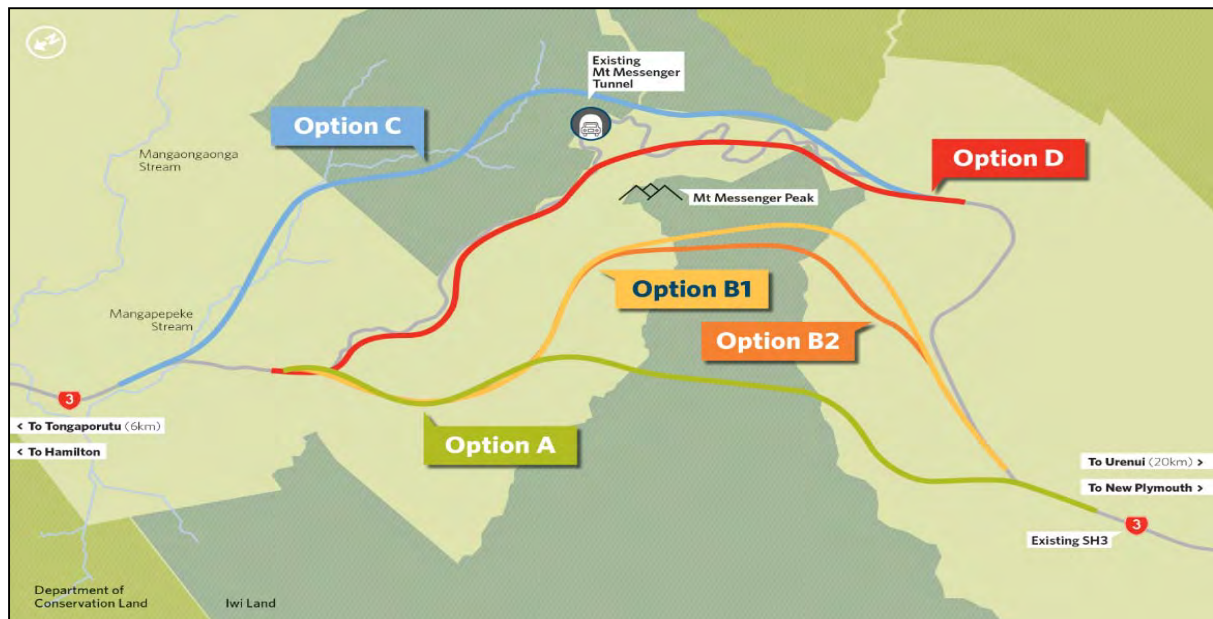 Existing
Mt Messenger
Tunnel
Option C
Mangaongaonga
Stream
Option D
Mt Messenger Peak
Option B1
Mangapepeke
Stream
Option B2
3
< To Tongaporutu (6km)
< To Hamilton
Option A
To Urenui (20km) >
To New Plymouth >
3
Existing SH3
Department of
Conservation Land
Iwi Land